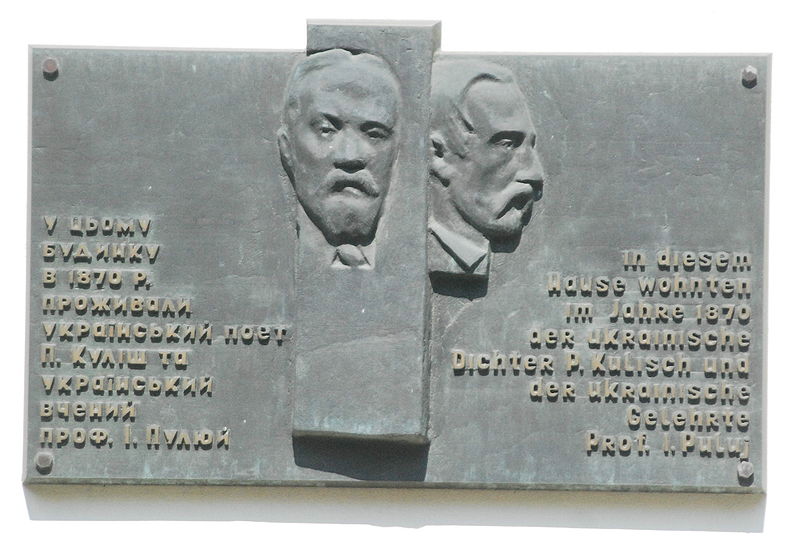 У ЦЬОМУ
БУДИНКУ
В 1870 Р.
ПРОЖИВАЛИ
УКРАЇНСЬКИЙ ПОЕТ
П. КУЛІШ ТА
УКРАЇНСЬКИЙ
ВЧЕНИЙ
ПРОФ. І. ПУЛЮЙ
In diesem
Hause wohnten
im Jahre 1870
der ukrainische
Dichter P. Kulisch und
der ukrainische
Gelehrte
Prof. I. Puluj